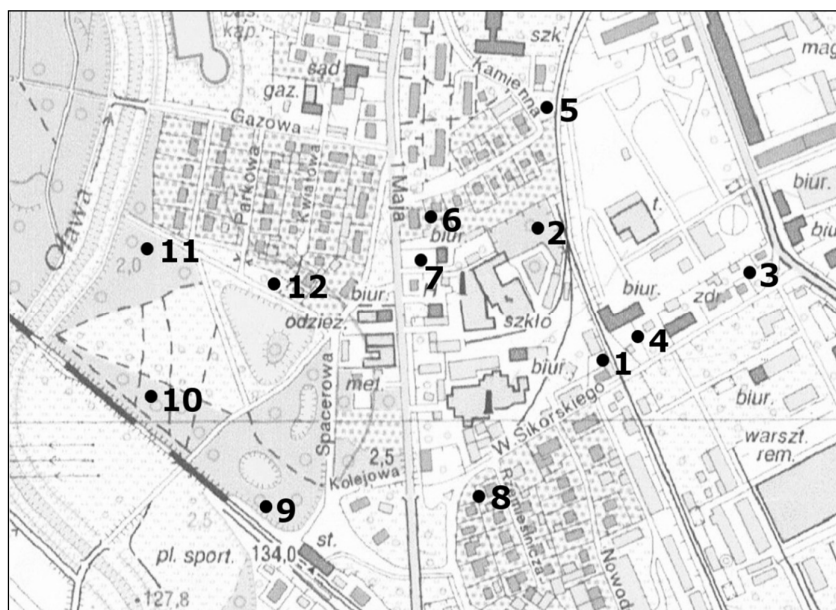 bas.
kąp.
szk.
mag
sąd
gaz.
Kamienna
5
Gazowa
Parkowa
Kwiatowa
1 Maja
biur.
6
2
t.
biur
Oława
11
2,0
7
biur.
12
3
biur.
zdr.
odzież.
szkło
4
1
biur.
met.
10
Spacerowa
W. Sikorskiego
biur.
2,5
Kolejowa
warszt.
rem.
8
9
2,5
st.
134,0
pl. sport.
Nowod
127,8